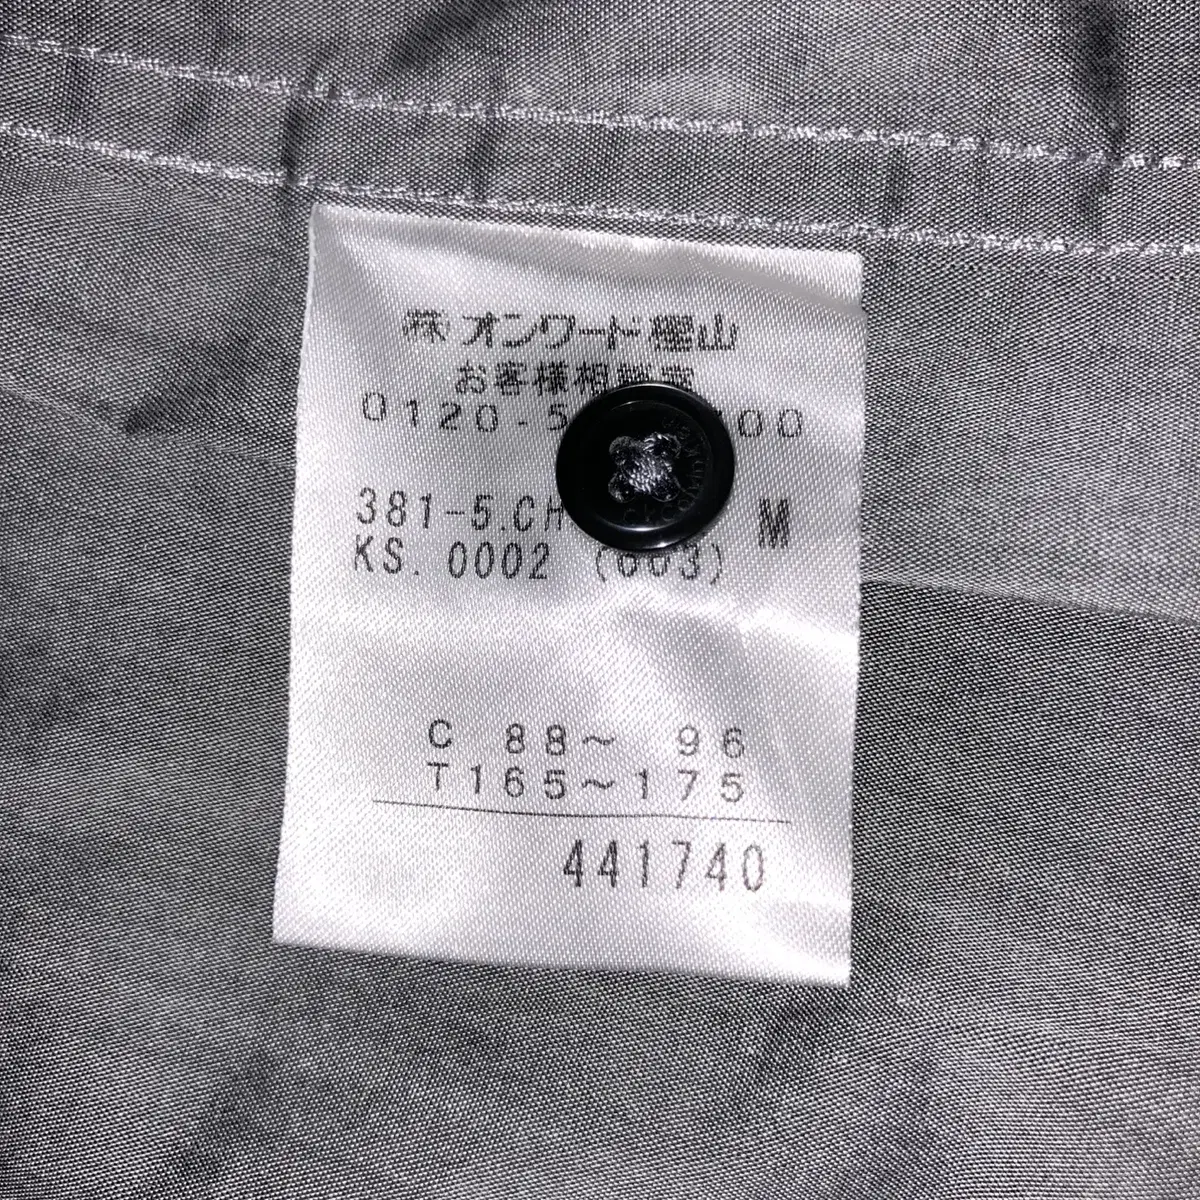 ㈱オンワード樫山
お客様相談室
0120-5 00
381-5.CH M
KS. 0002 (003)
C 88～ 96
T165～175
441740